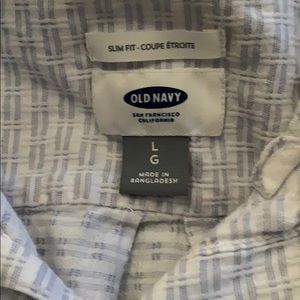 SLIM FIT - COUPE ÉTROITE
OLD NAVY
SAN FRANCISCO
CALIFORNIA
L
G
MADE IN
BANGLADESH